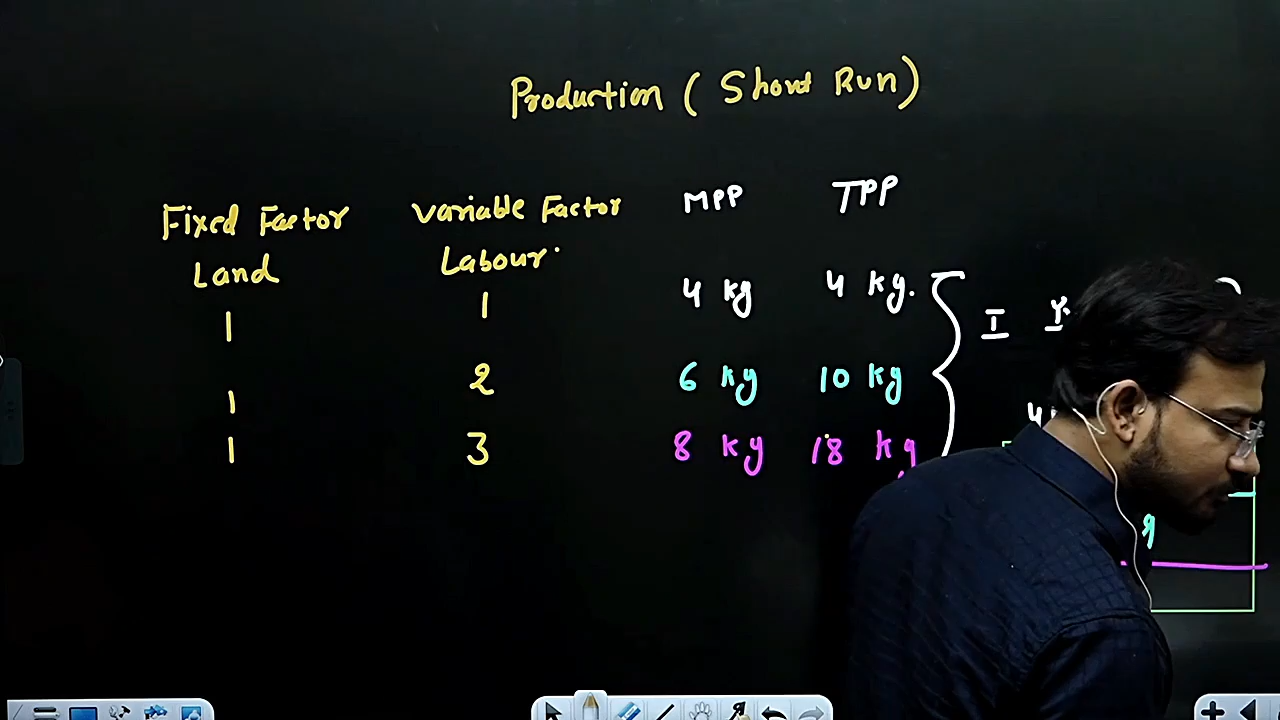 Production ( Short Run)
Fixed Factor Variable Factor MPP TPP
Land Labour
1 1 4 kg 4 kg. I
1 2 6 kg 10 kg
1 3 8 kg 18 kg